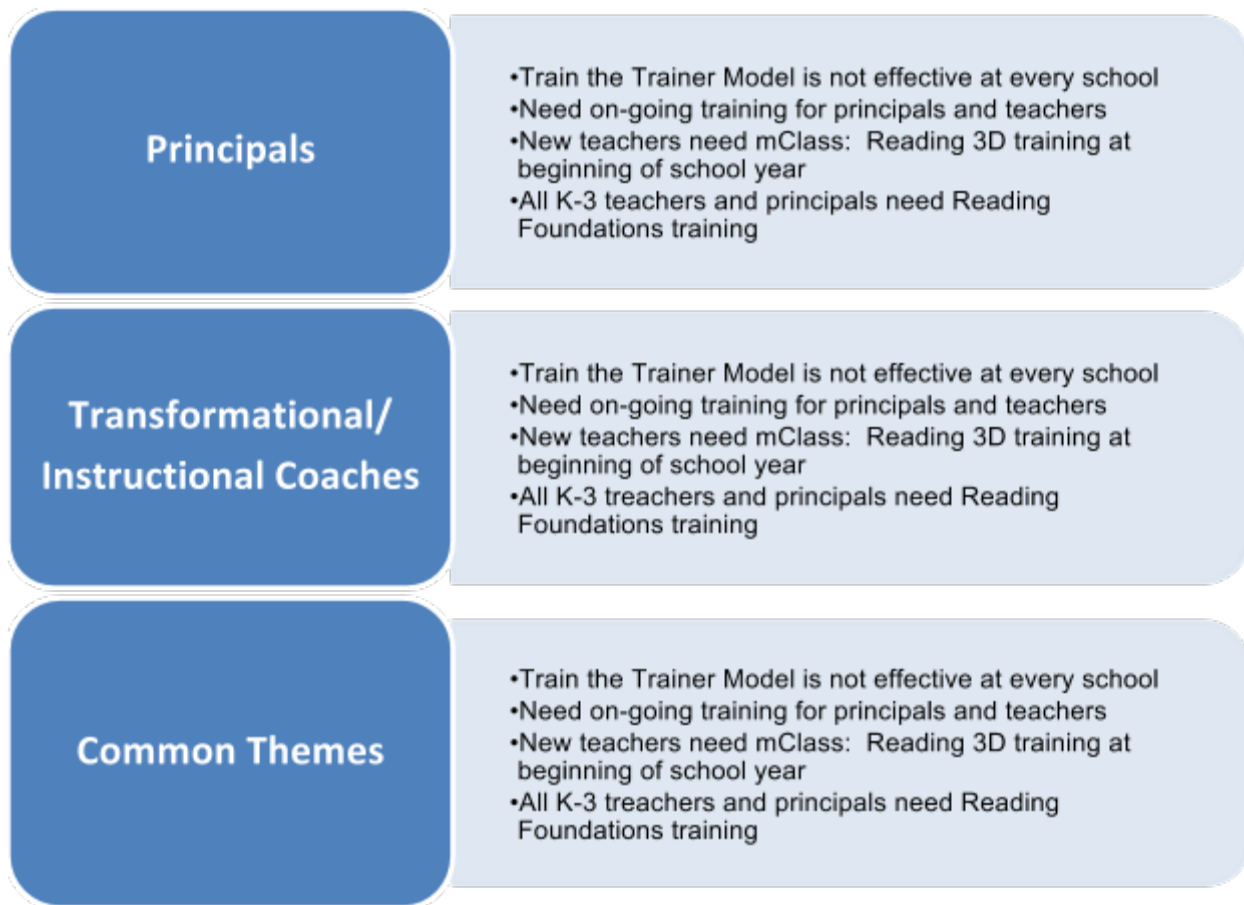 Principals
•Train the Trainer Model is not effective at every school
•Need on-going training for principals and teachers
•New teachers need mClass:  Reading 3D training at
beginning of school year
•All K-3 teachers and principals need Reading
Foundations training
Transformational/
Instructional Coaches
•Train the Trainer Model is not effective at every school
•Need on-going training for principals and teachers
•New teachers need mClass:  Reading 3D training at
beginning of school year
•All K-3 treachers and principals need Reading
Foundations training
Common Themes
•Train the Trainer Model is not effective at every school
•Need on-going training for principals and teachers
•New teachers need mClass:  Reading 3D training at
beginning of school year
•All K-3 treachers and principals need Reading
Foundations training